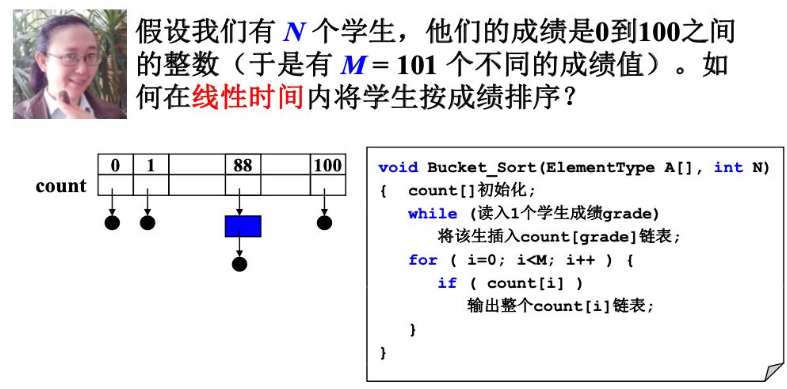 假设我们有 N 个学生，他们的成绩是0到100之间
的整数（于是有 M = 101 个不同的成绩值）。如
何在线性时间内将学生按成绩排序？
0 1 88 100
count
void Bucket_Sort(ElementType A[], int N)
{ count[]初始化;
while (读入1个学生成绩grade)
将该生插入count[grade]链表;
for ( i=0; i<M; i++ ) {
if ( count[i] )
输出整个count[i]链表;
}
}